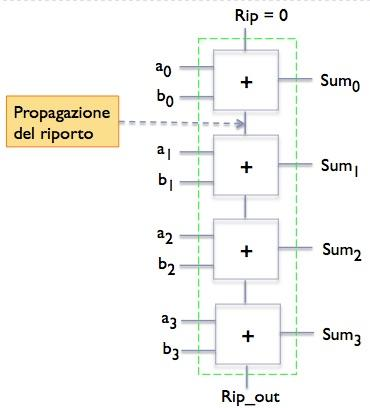 Rip = 0
a0
b0
+
Sum0
Propagazione
del riporto
a1
b1
+
Sum1
a2
b2
+
Sum2
a3
b3
+
Sum3
Rip_out